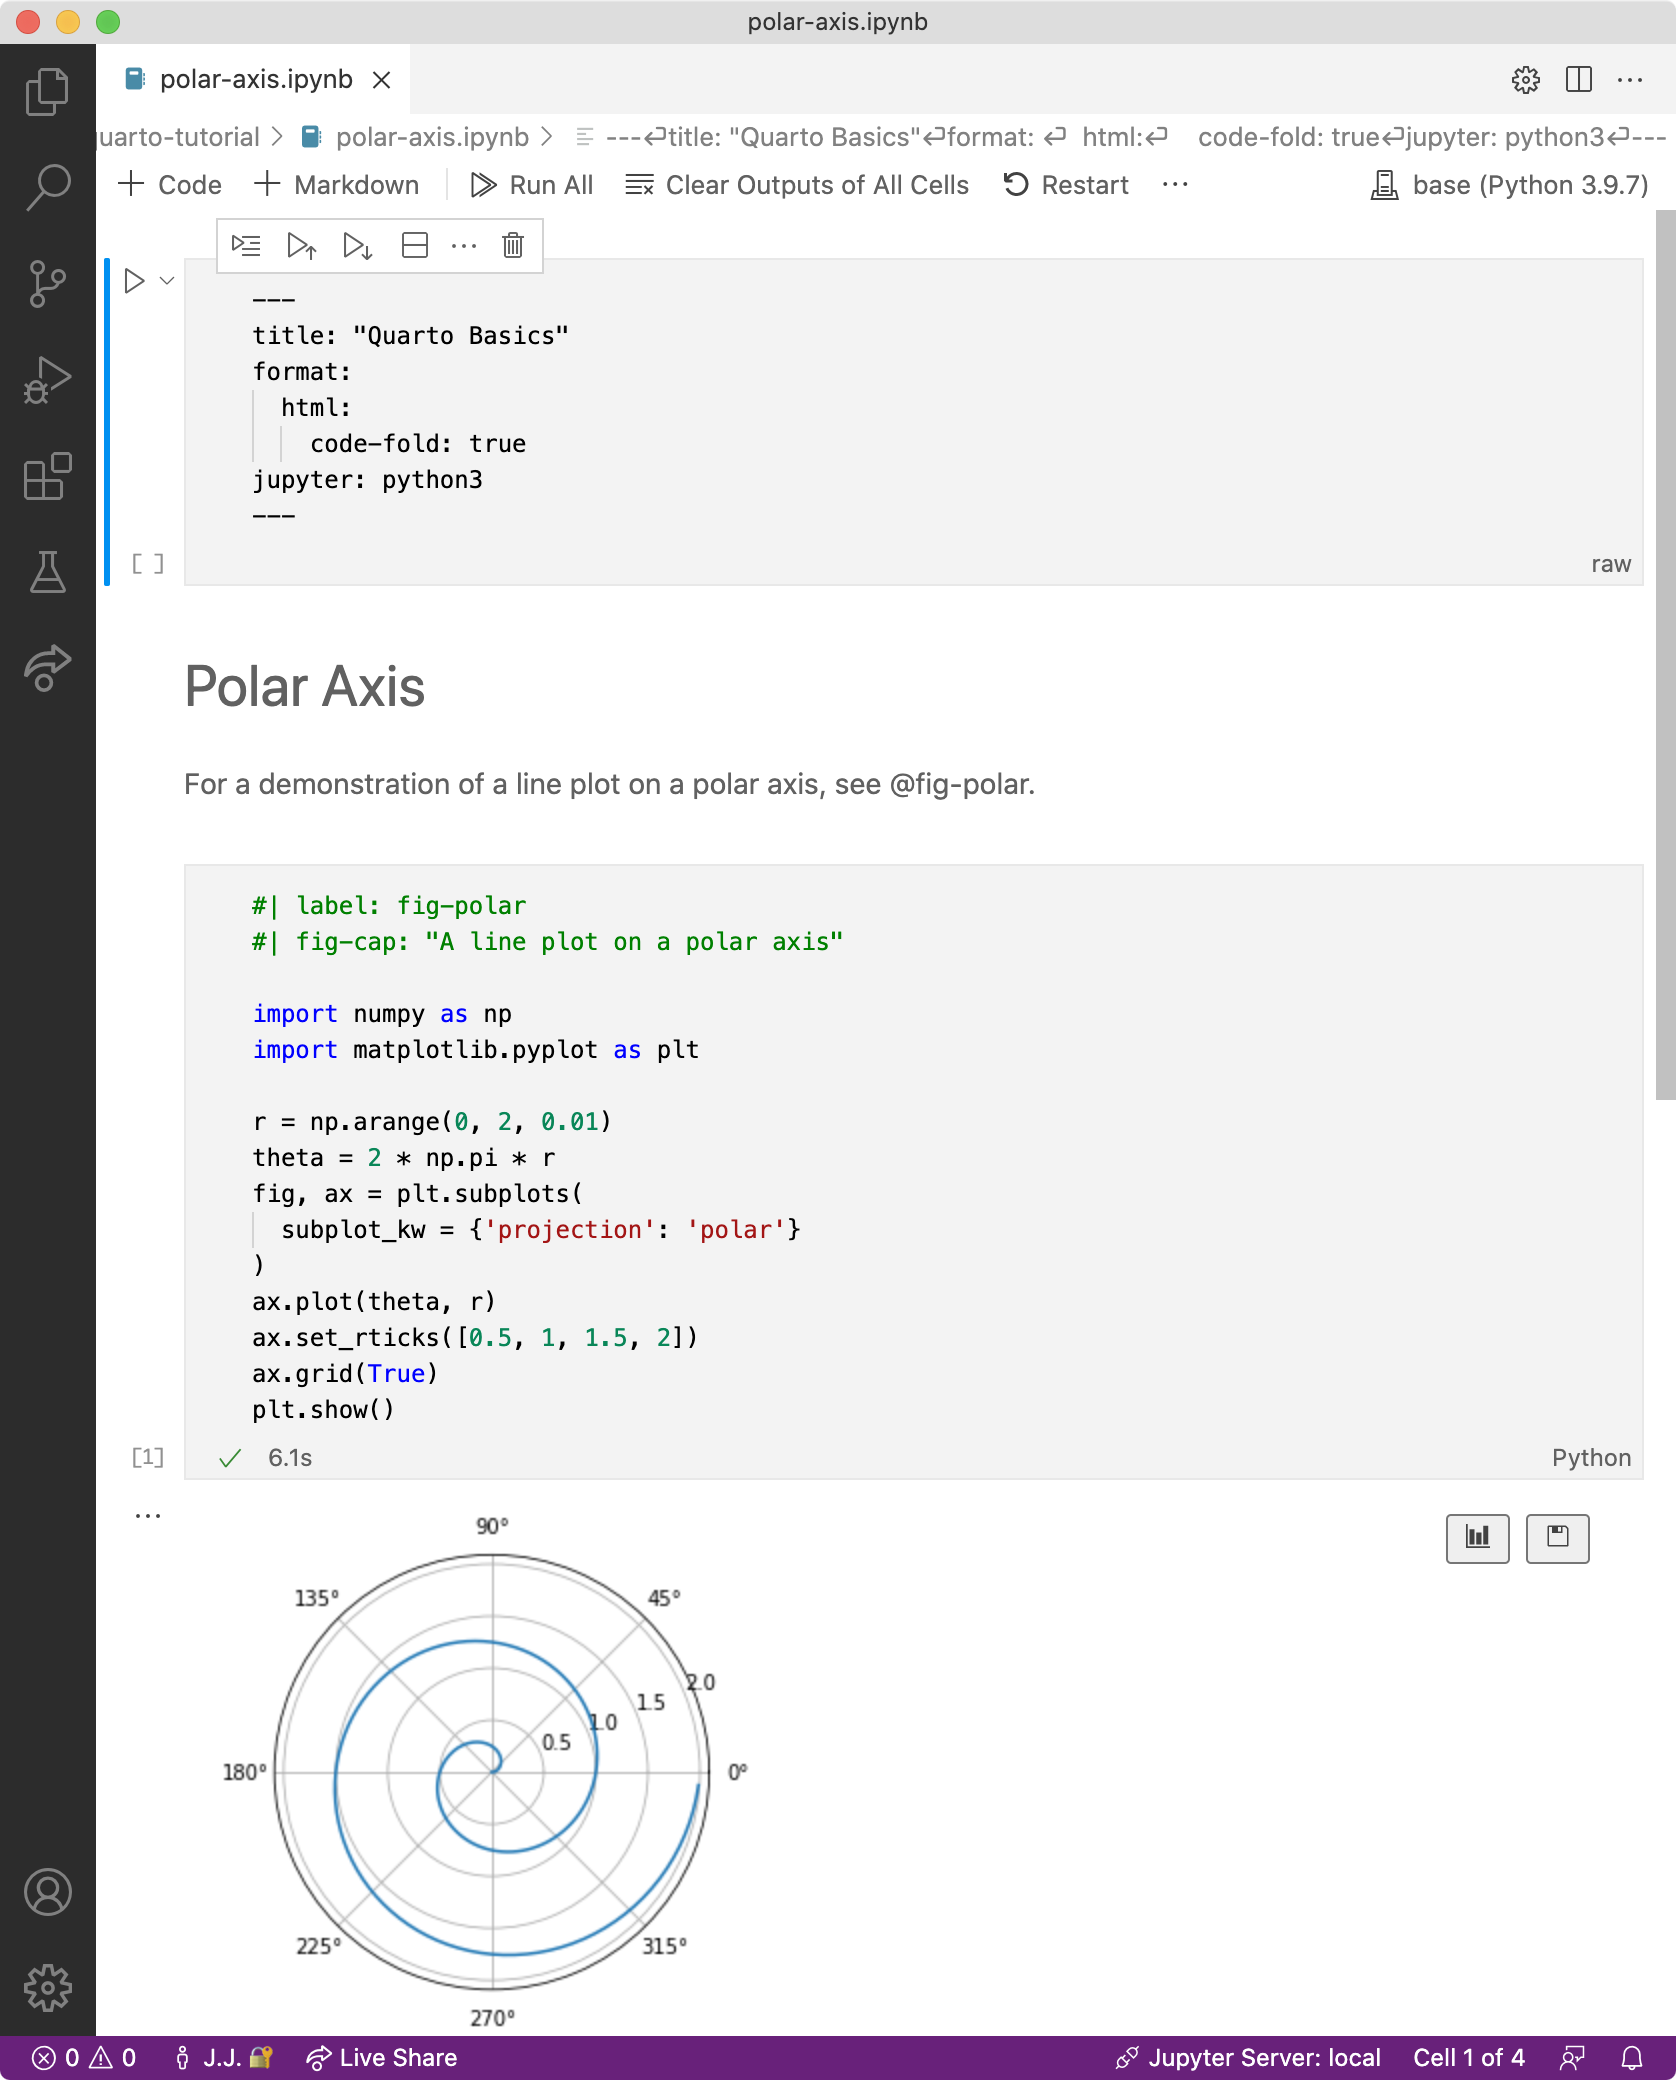 polar-axis.ipynb
polar-axis.ipynb
uarto-tutorial > polar-axis.ipynb > ---↵title: "Quarto Basics"↵format: ↵ html:↵ code-fold: true↵jupyter: python3↵---
+ Code + Markdown Run All Clear Outputs of All Cells Restart ··· base (Python 3.9.7)
---
title: "Quarto Basics"
format:
html:
code-fold: true
jupyter: python3
---
[ ] raw
Polar Axis
For a demonstration of a line plot on a polar axis, see @fig-polar.
#| label: fig-polar
#| fig-cap: "A line plot on a polar axis"
import numpy as np
import matplotlib.pyplot as plt
r = np.arange(0, 2, 0.01)
theta = 2 * np.pi * r
fig, ax = plt.subplots(
subplot_kw = {'projection': 'polar'}
)
ax.plot(theta, r)
ax.set_rticks([0.5, 1, 1.5, 2])
ax.grid(True)
plt.show()
[1] 6.1s Python
90°
135° 45°
2.0
1.5
1.0
0.5
180° 0°
225° 315°
270°
0 0 J.J. Live Share Jupyter Server: local Cell 1 of 4